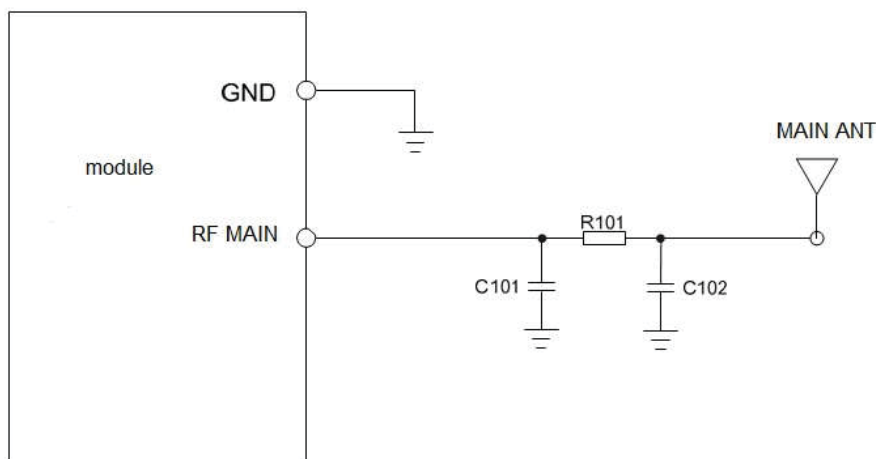 GND
MAIN ANT
module
R101
RF MAIN
C101
C102